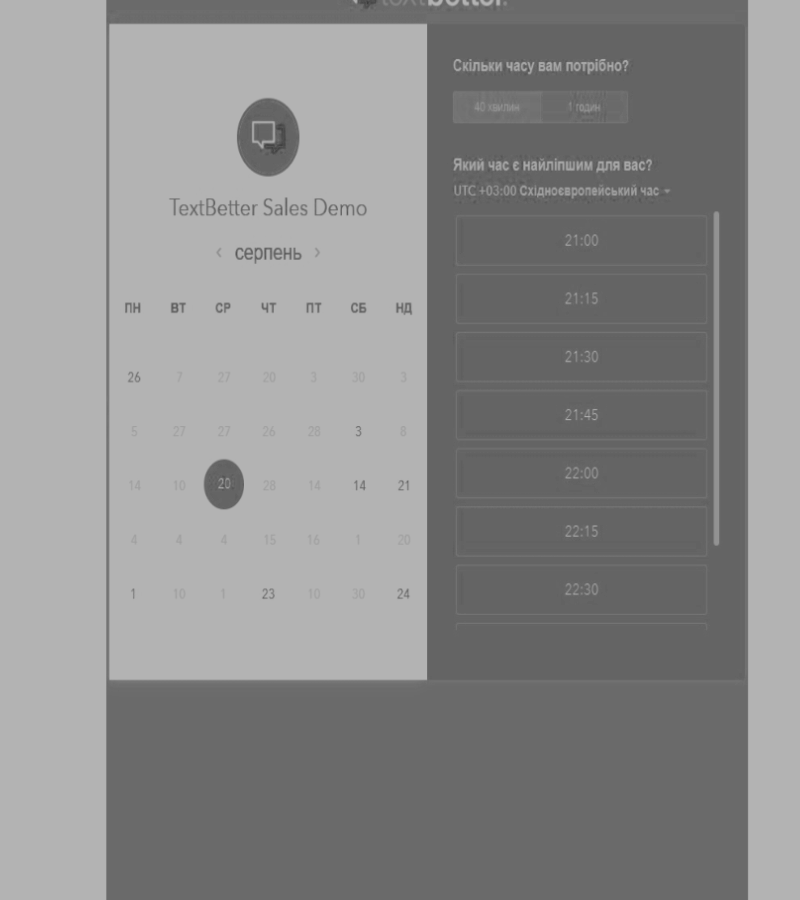 textbetter.
TextBetter Sales Demo
‹ серпень ›
ПН ВТ СР ЧТ ПТ СБ НД
26 7 27 20 3 30 3
5 27 27 26 28 3 8
14 10 20 28 14 14 21
4 4 4 15 16 1 20
1 10 1 23 10 30 24
Скільки часу вам потрібно?
40 хвилин 1 годин
Який час є найліпшим для вас?
UTC +03:00 Східноєвропейський час
21:00
21:15
21:30
21:45
22:00
22:15
22:30